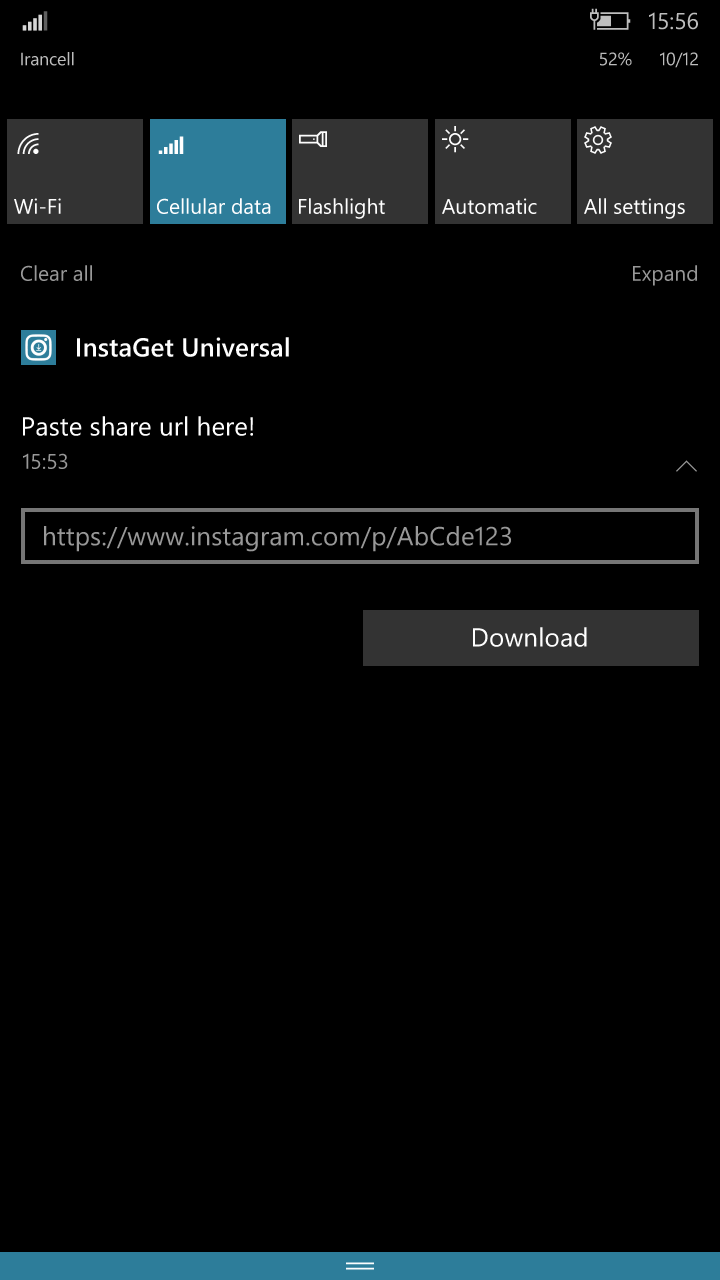 15:56
Irancell 52% 10/12
Wi-Fi Cellular data Flashlight Automatic All settings
Clear all Expand
InstaGet Universal
Paste share url here!
15:53
https://www.instagram.com/p/AbCde123
Download